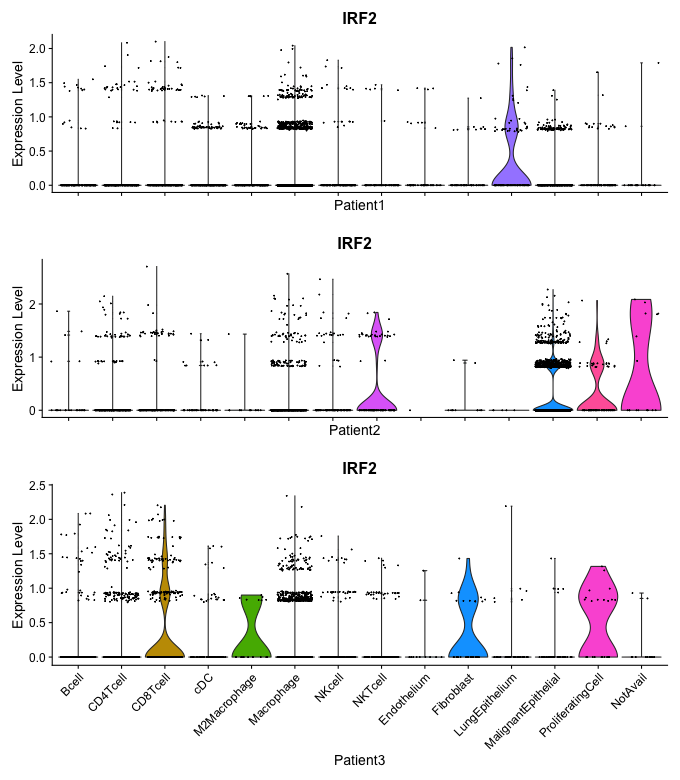 IRF2
Expression Level
2.0
1.5
1.0
0.5
0.0
Patient1
IRF2
Expression Level
2
1
0
Patient2
IRF2
Expression Level
2.5
2.0
1.5
1.0
0.5
0.0
Bcell
CD4Tcell
CD8Tcell
cDC
M2Macrophage
Macrophage
NKcell
NKTcell
Endothelium
Fibroblast
LungEpithelium
MalignantEpithelial
ProliferatingCell
NotAvail
Patient3